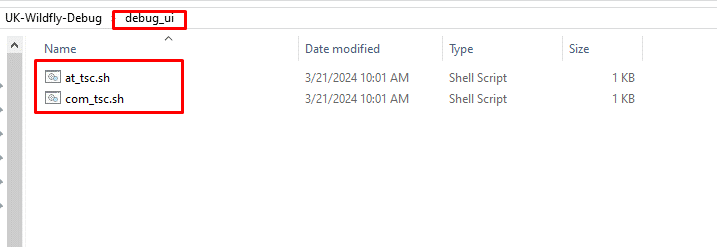 UK-Wildfly-Debug > debug_ui
Name Date modified Type Size
at_tsc.sh 3/21/2024 10:01 AM Shell Script 1 KB
com_tsc.sh 3/21/2024 10:01 AM Shell Script 1 KB